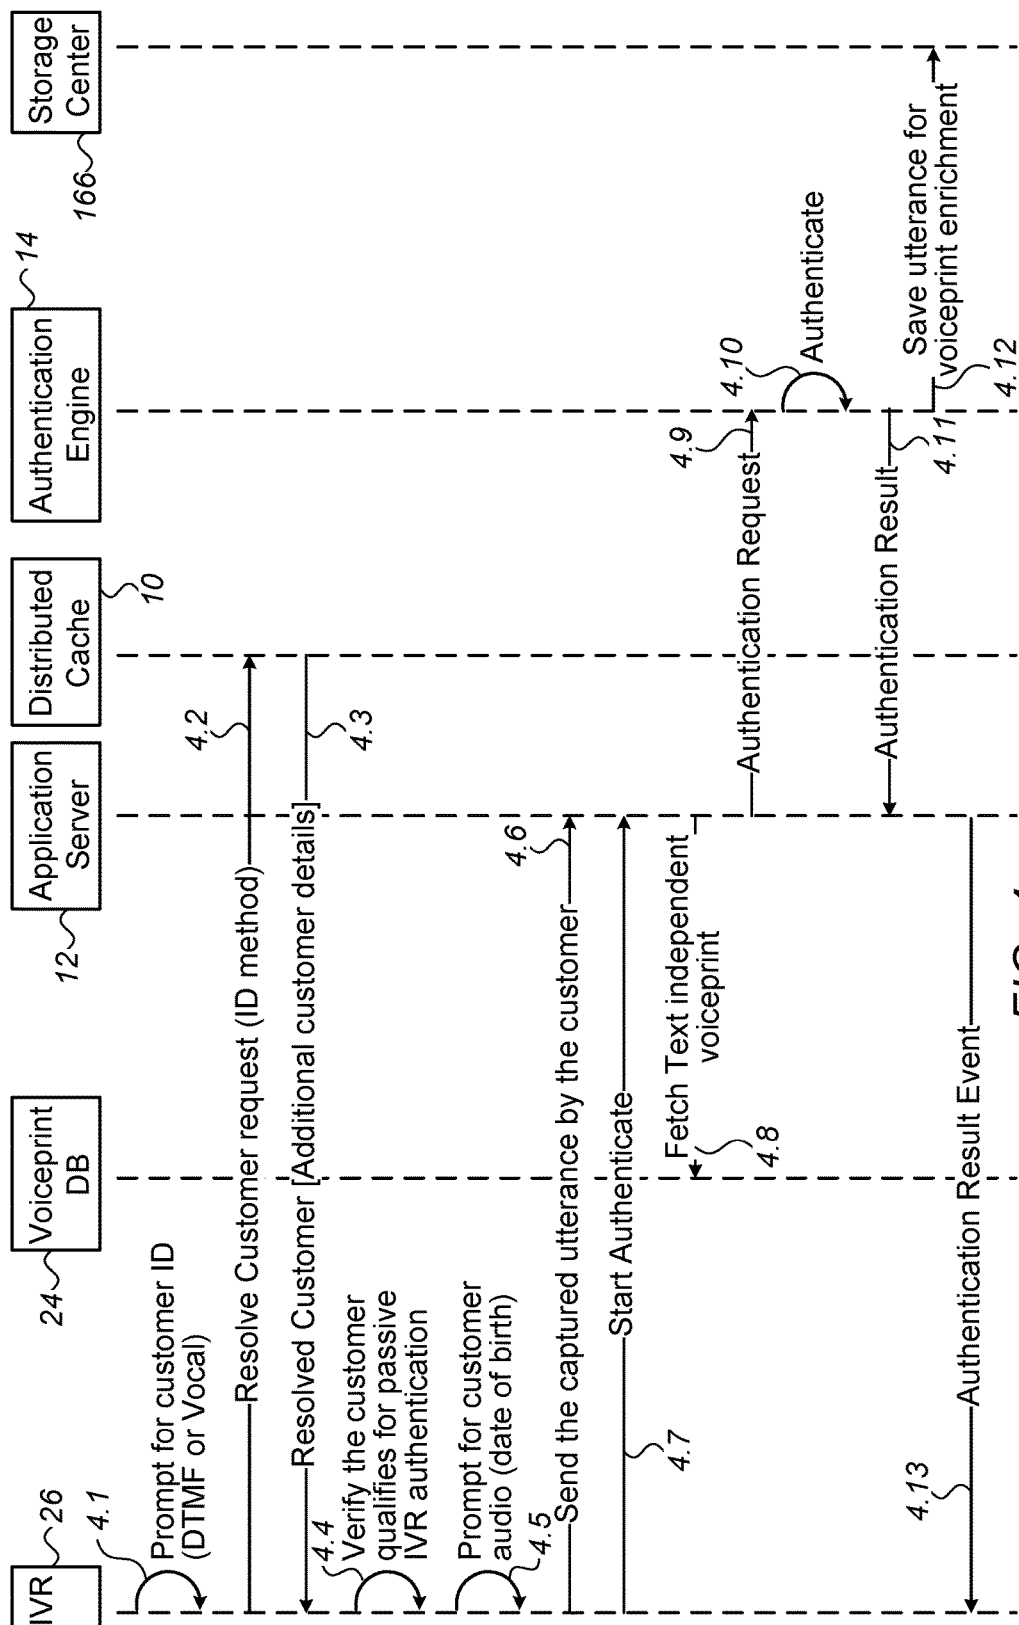 IVR
26
Voiceprint
DB
24
Application
Server
12
Distributed
Cache
10
Authentication
Engine
14
Storage
Center
166
4.1
Prompt for customer ID
(DTMF or Vocal)
Resolve Customer request (ID method)
4.2
Resolved Customer [Additional customer details]
4.3
4.4
Verify the customer
qualifies for passive
IVR authentication
Prompt for customer
audio (date of birth)
4.5
Send the captured utterance by the customer
4.6
Start Authenticate
4.7
Fetch Text independent
voiceprint
4.8
Authentication Request
4.9
4.10
Authenticate
Authentication Result
4.11
Save utterance for
voiceprint enrichment
4.12
Authentication Result Event
4.13